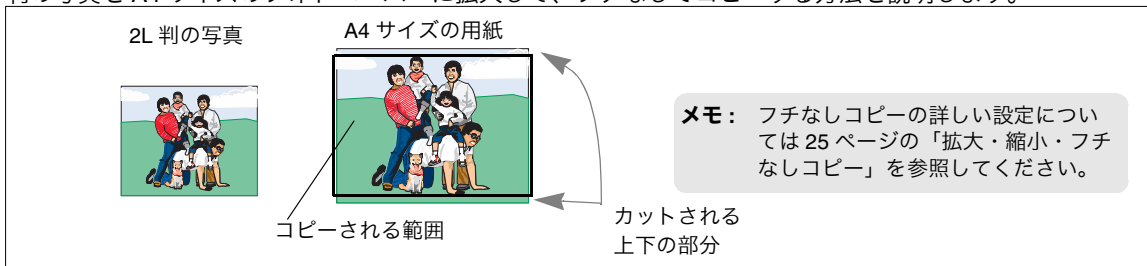 2L 判の写真
A4 サイズの用紙
メモ： フチなしコピーの詳しい設定につい
ては 25 ページの「拡大・縮小・フチ
なしコピー」を参照してください。
コピーされる範囲
カットされる
上下の部分